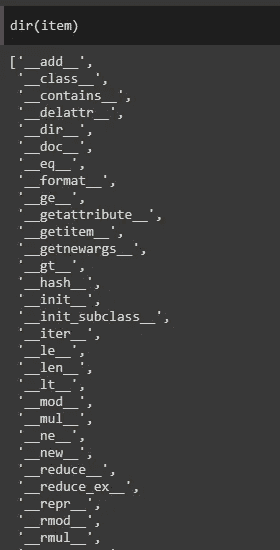 dir(item)
['__add__',
'__class__',
'__contains__',
'__delattr__',
'__dir__',
'__doc__',
'__eq__',
'__format__',
'__ge__',
'__getattribute__',
'__getitem__',
'__getnewargs__',
'__gt__',
'__hash__',
'__init__',
'__init_subclass__',
'__iter__',
'__le__',
'__len__',
'__lt__',
'__mod__',
'__mul__',
'__ne__',
'__new__',
'__reduce__',
'__reduce_ex__',
'__repr__',
'__rmod__',
'__rmul__',